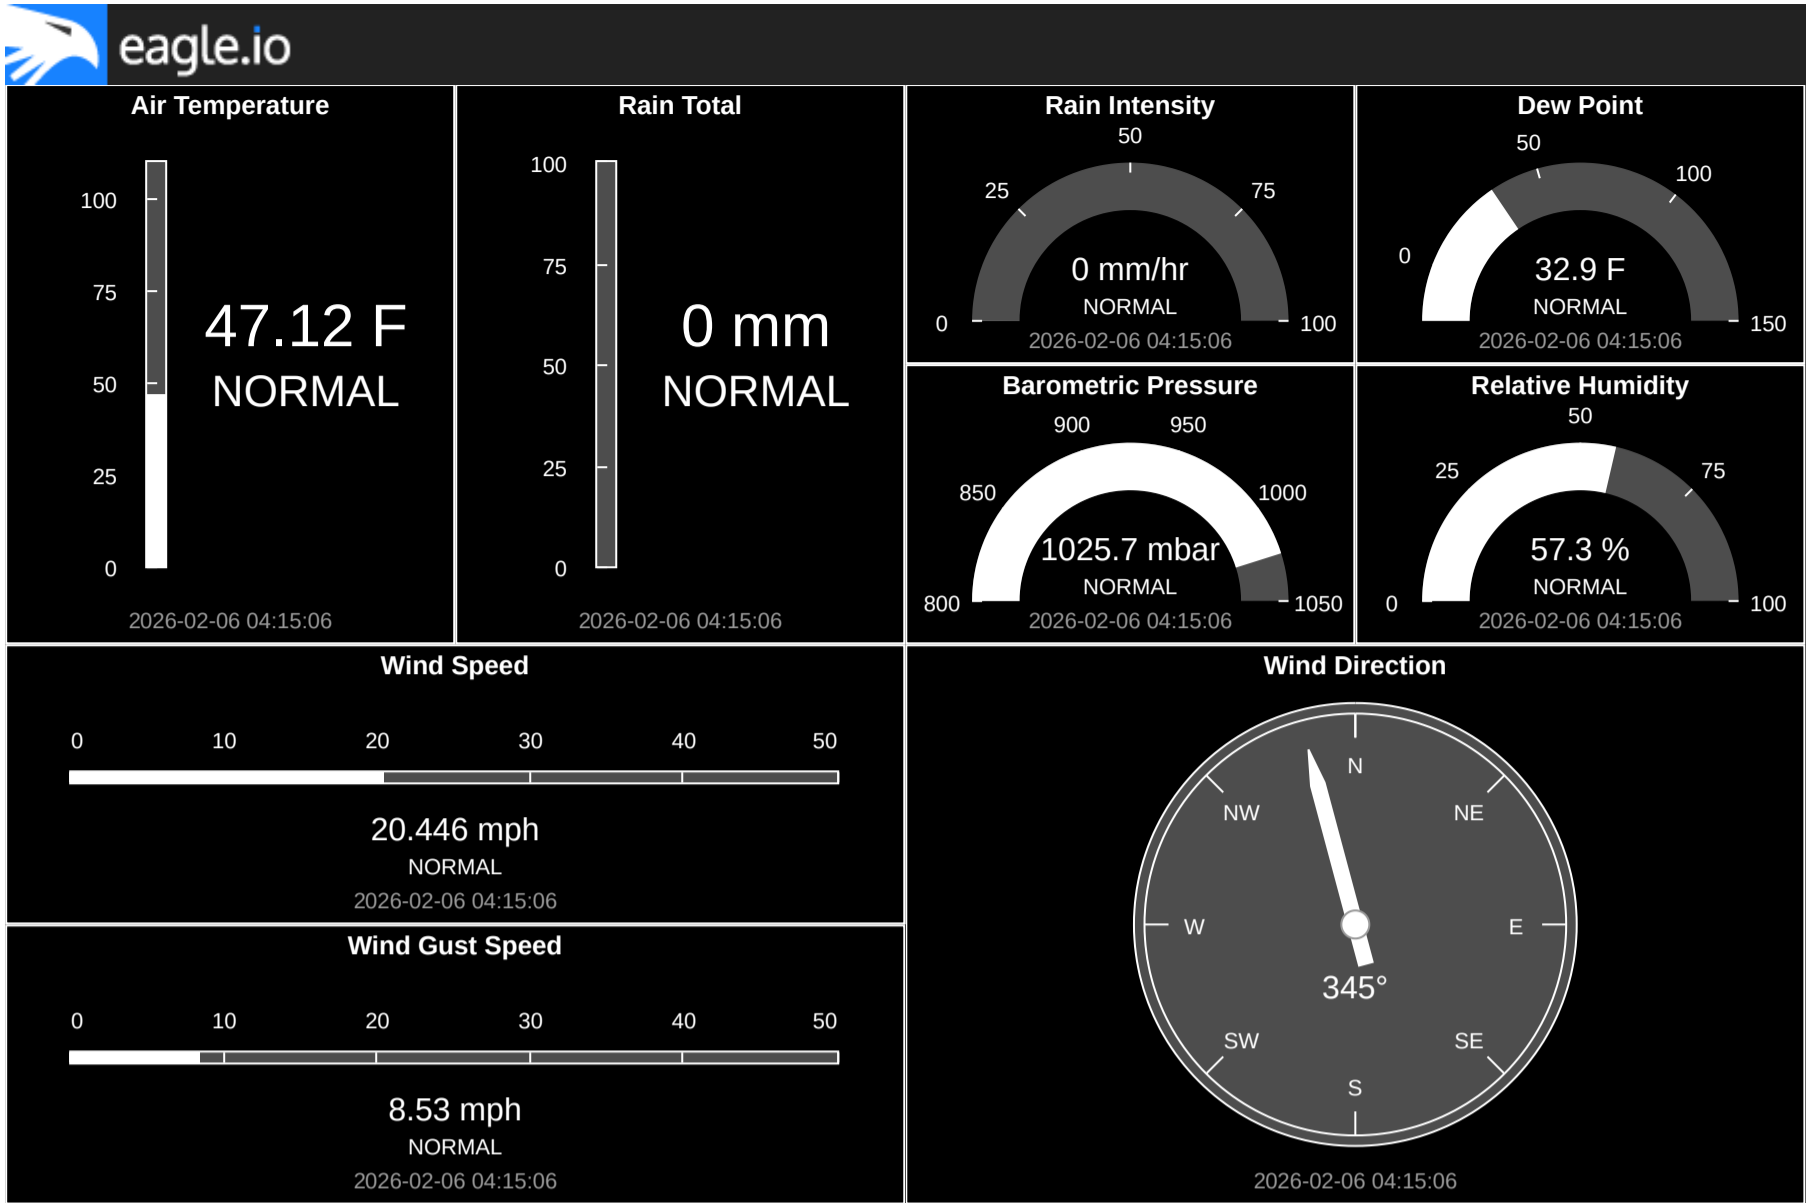 eagle.io
Air Temperature
100
75
50
25
0
47.12 F
NORMAL
2026-02-06 04:15:06
Rain Total
100
75
50
25
0
0 mm
NORMAL
2026-02-06 04:15:06
Rain Intensity
50
25
75
0
100
0 mm/hr
NORMAL
2026-02-06 04:15:06
Dew Point
50
100
0
150
32.9 F
NORMAL
2026-02-06 04:15:06
Barometric Pressure
900
950
850
1000
800
1050
1025.7 mbar
NORMAL
2026-02-06 04:15:06
Relative Humidity
50
25
75
0
100
57.3 %
NORMAL
2026-02-06 04:15:06
Wind Speed
0 10 20 30 40 50
20.446 mph
NORMAL
2026-02-06 04:15:06
Wind Gust Speed
0 10 20 30 40 50
8.53 mph
NORMAL
2026-02-06 04:15:06
Wind Direction
N
NW
NE
W
E
345°
SW
SE
S
2026-02-06 04:15:06